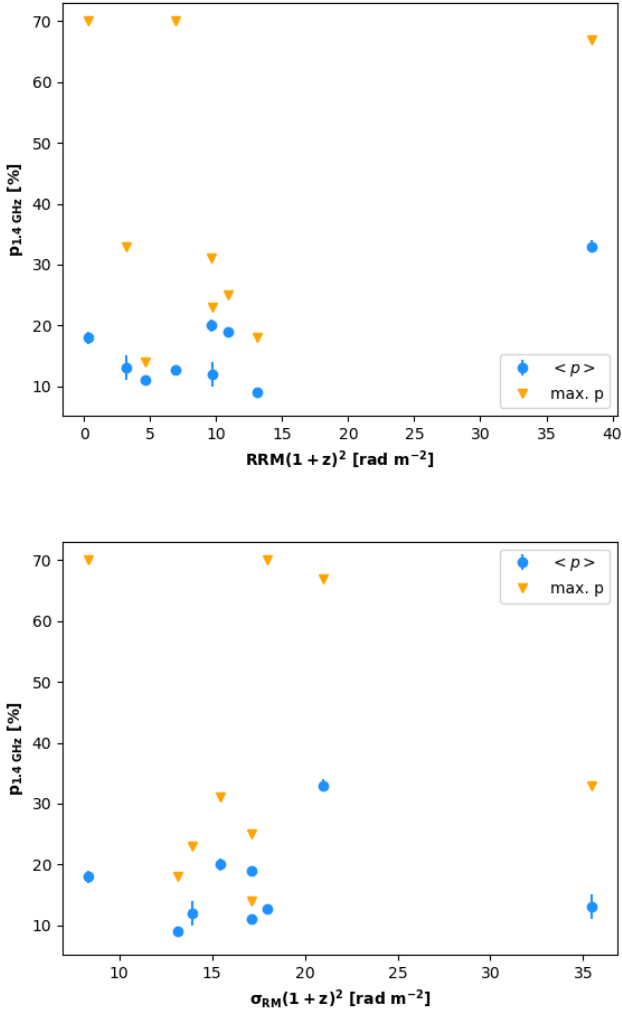 70
60
50
40
30
20
10
p1.4 GHz [%]
< p >
max. p
0 5 10 15 20 25 30 35 40
RRM(1 + z)² [rad m⁻²]
70
60
50
40
30
20
10
p1.4 GHz [%]
< p >
max. p
10 15 20 25 30 35
σRM(1 + z)² [rad m⁻²]